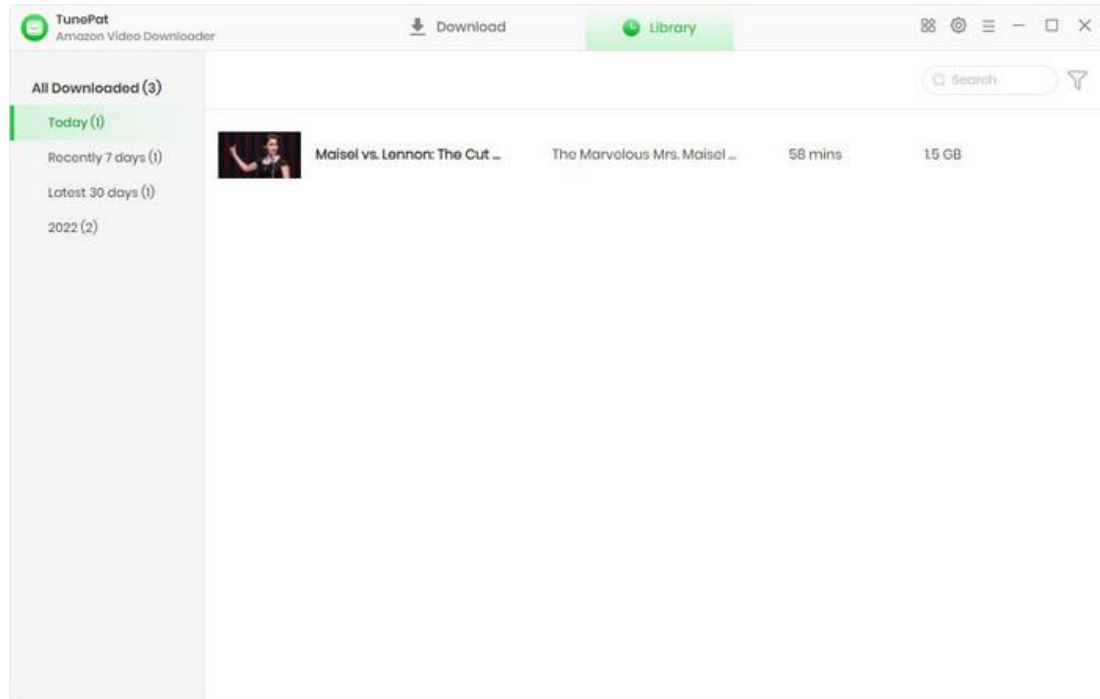 TunePat
Amazon Video Downloader
Download
Library
Search
All Downloaded (3)
Today (1)
Recently 7 days (1)
Latest 30 days (1)
2022 (2)
Maisel vs. Lennon: The Cut ...
The Marvelous Mrs. Maisel ...
58 mins
1.5 GB